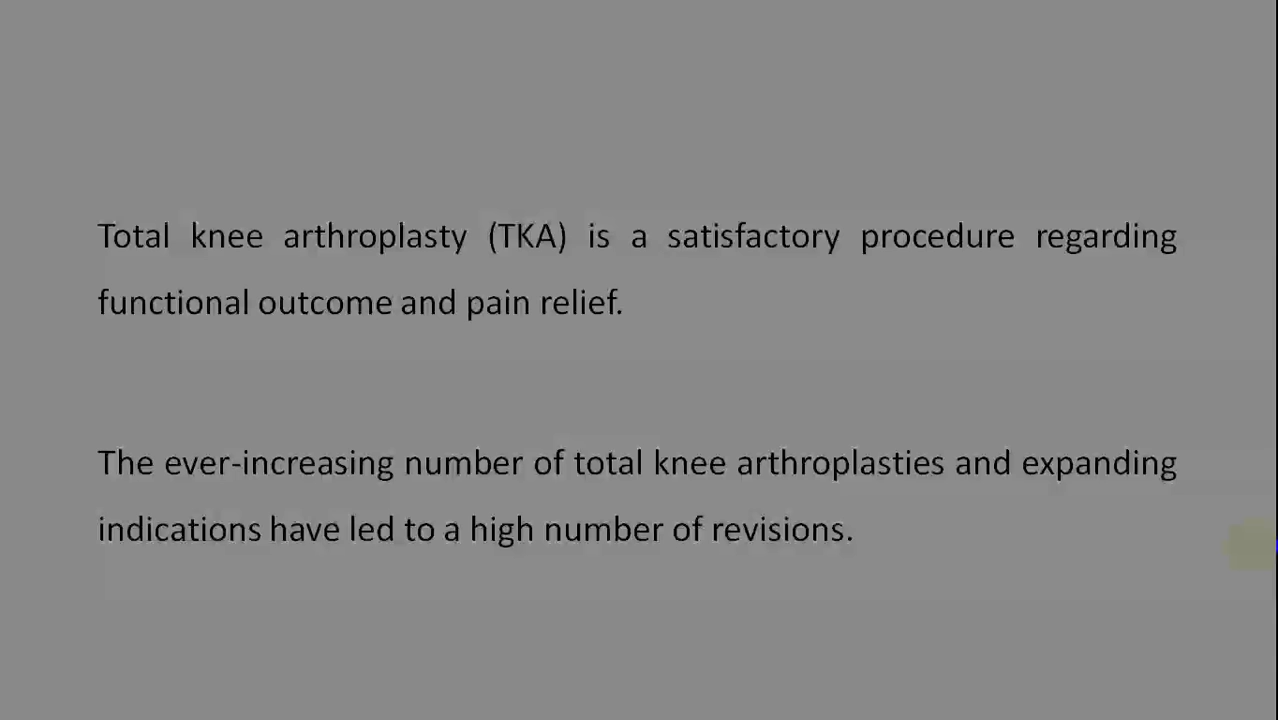 Total knee arthroplasty (TKA) is a satisfactory procedure regarding
functional outcome and pain relief.
The ever-increasing number of total knee arthroplasties and expanding
indications have led to a high number of revisions.